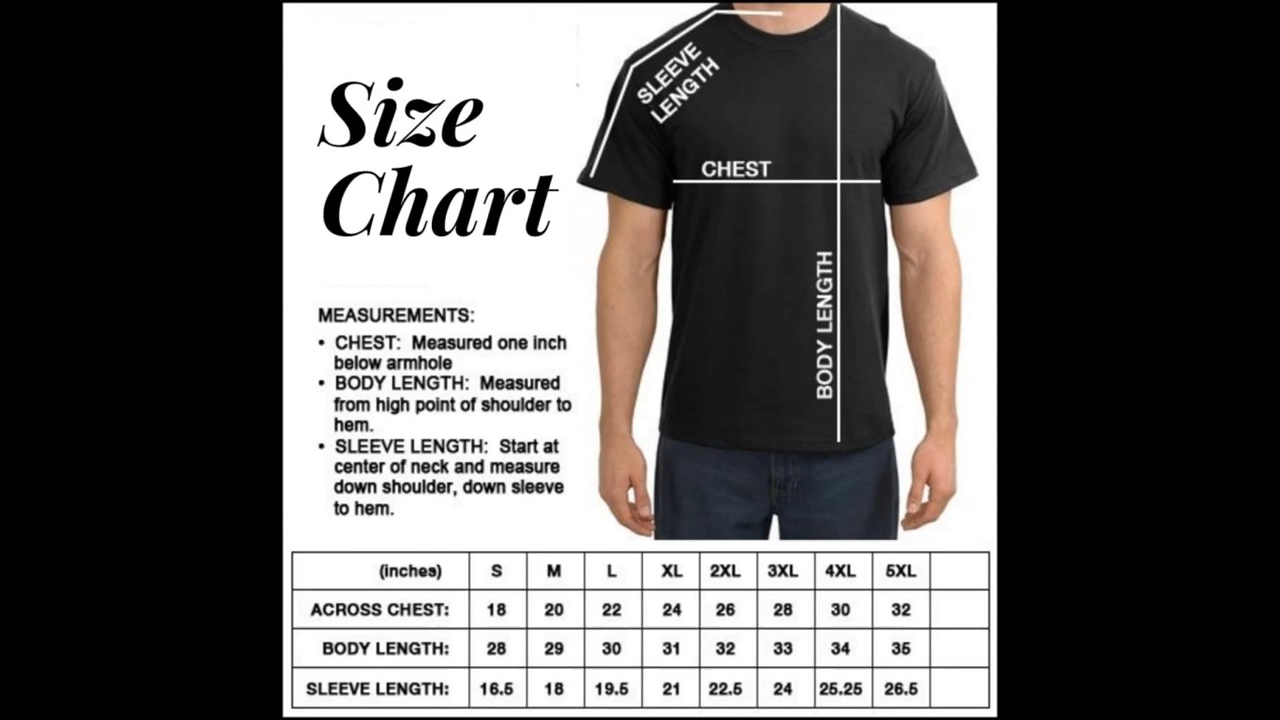 Size
Chart
SLEEVE
LENGTH
CHEST
BODY LENGTH
MEASUREMENTS:
• CHEST: Measured one inch
below armhole
• BODY LENGTH: Measured
from high point of shoulder to
hem.
• SLEEVE LENGTH: Start at
center of neck and measure
down shoulder, down sleeve
to hem.
(inches) S M L XL 2XL 3XL 4XL 5XL
ACROSS CHEST: 18 20 22 24 26 28 30 32
BODY LENGTH: 28 29 30 31 32 33 34 35
SLEEVE LENGTH: 16.5 18 19.5 21 22.5 24 25.25 26.5